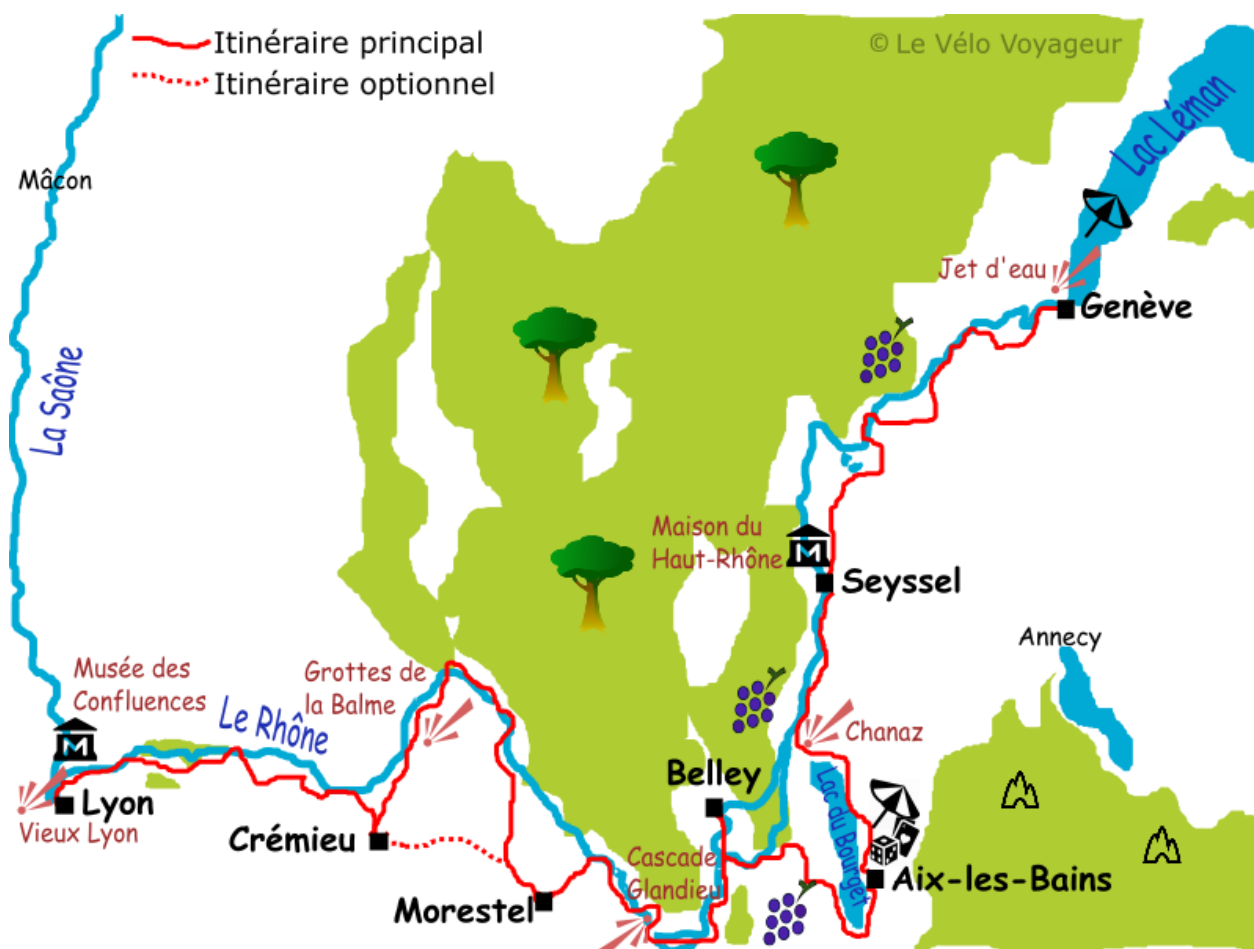 Itinéraire principal
Itinéraire optionnel
© Le Vélo Voyageur
Lac Léman
Mâcon
Jet d'eau
Genève
La Saône
Maison du
Haut-Rhône
M
Seyssel
Annecy
Musée des
Confluences
Grottes de
la Balme
Le Rhône
M
Chanaz
Belley
Lac du Bourget
Lyon
Vieux Lyon
Crémieu
Cascade
Glandieu
Aix-les-Bains
Morestel